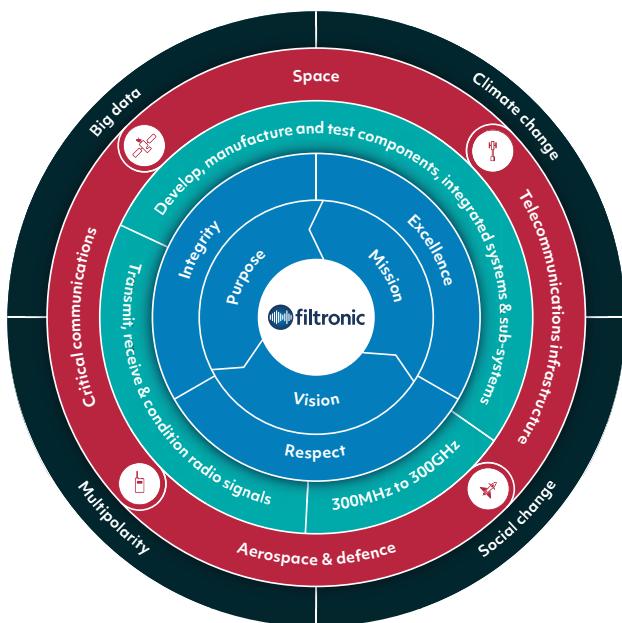 Big data
Climate change
Social change
Multipolarity
Space
Telecommunications infrastructure
Aerospace & defence
Critical communications
Develop, manufacture and test components, integrated systems & sub-systems
300MHz to 300GHz
Transmit, receive & condition radio signals
Integrity
Excellence
Respect
Purpose
Mission
Vision
filtronic